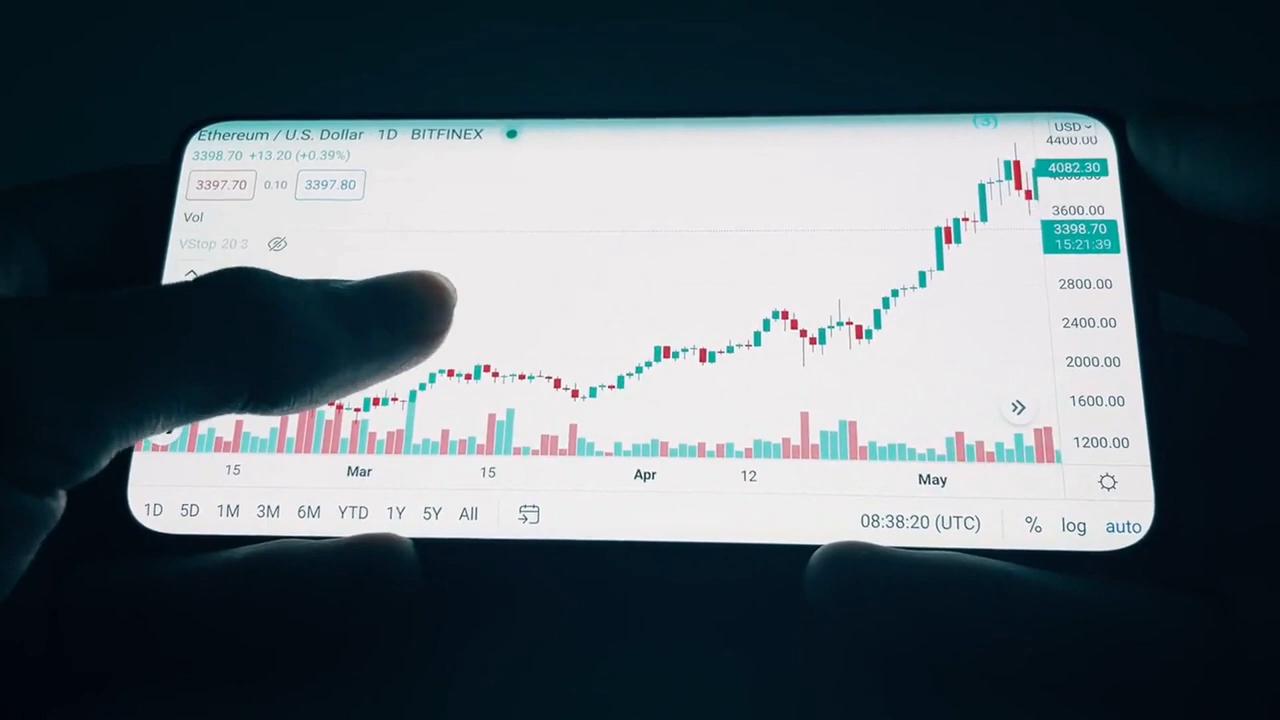 Ethereum / U.S. Dollar 1D BITFINEX
(3)
USD
3398.70 +13.20 (+0.39%)
4400.00
3397.70 0.10 3397.80
4082.30
Vol
3600.00
VStop 20 3
3398.70
15:21:39
2800.00
2400.00
2000.00
1600.00
1200.00
15 Mar 15 Apr 12 May
1D 5D 1M 3M 6M YTD 1Y 5Y All
08:38:20 (UTC) % log auto